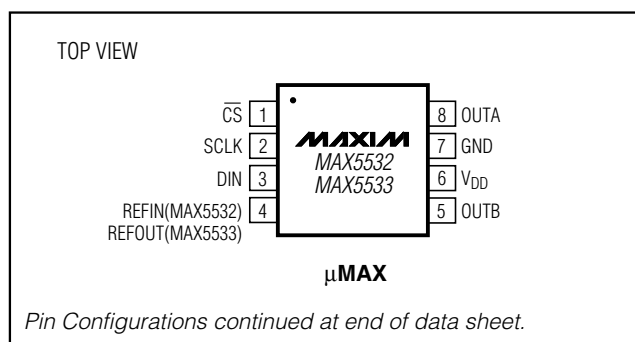 TOP VIEW
CS 1
SCLK 2
DIN 3
REFIN(MAX5532) 4
REFOUT(MAX5533)
MAXIM
MAX5532
MAX5533
8 OUTA
7 GND
6 VDD
5 OUTB
µMAX
Pin Configurations continued at end of data sheet.